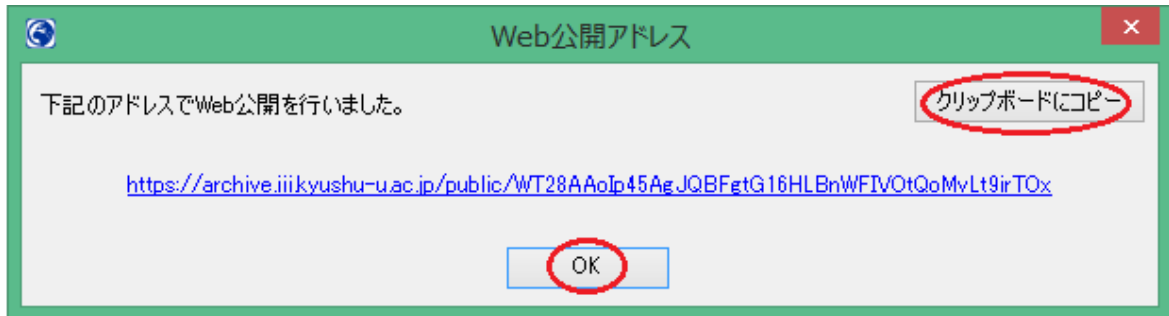 Web公開アドレス
下記のアドレスでWeb公開を行いました。
クリップボードにコピー
https://archive.iii.kyushu-u.ac.jp/public/WT28AAoIp45AgJQBFgtG16HLBnWFIVOtQoMvLt9irTOx
OK